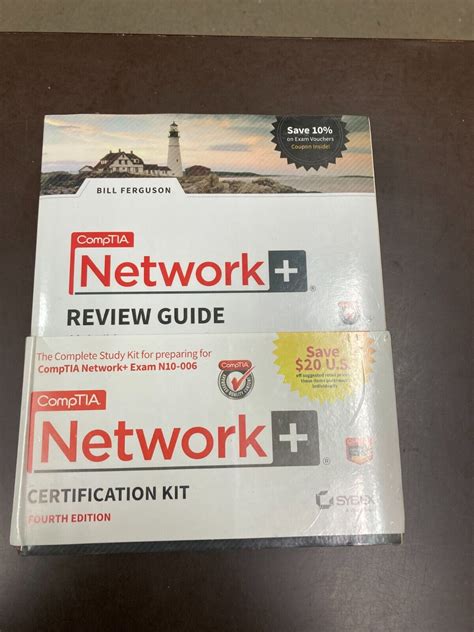 Save 10%
on Exam Vouchers
Coupon Inside!
BILL FERGUSON
CompTIA
Network+
®
REVIEW GUIDE
The Complete Study Kit for preparing for
CompTIA Network+ Exam N10-006
CompTIA
Save
$20 U.S.
CompTIA
Network+
®
CERTIFICATION KIT
FOURTH EDITION
SYBEX